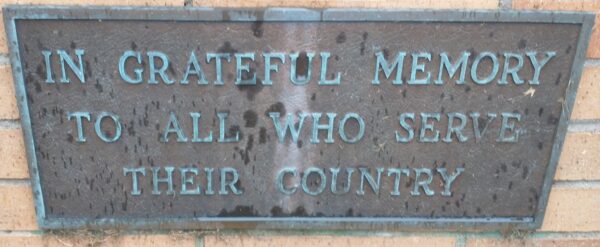 IN GRATEFUL MEMORY
TO ALL WHO SERVE
THEIR COUNTRY